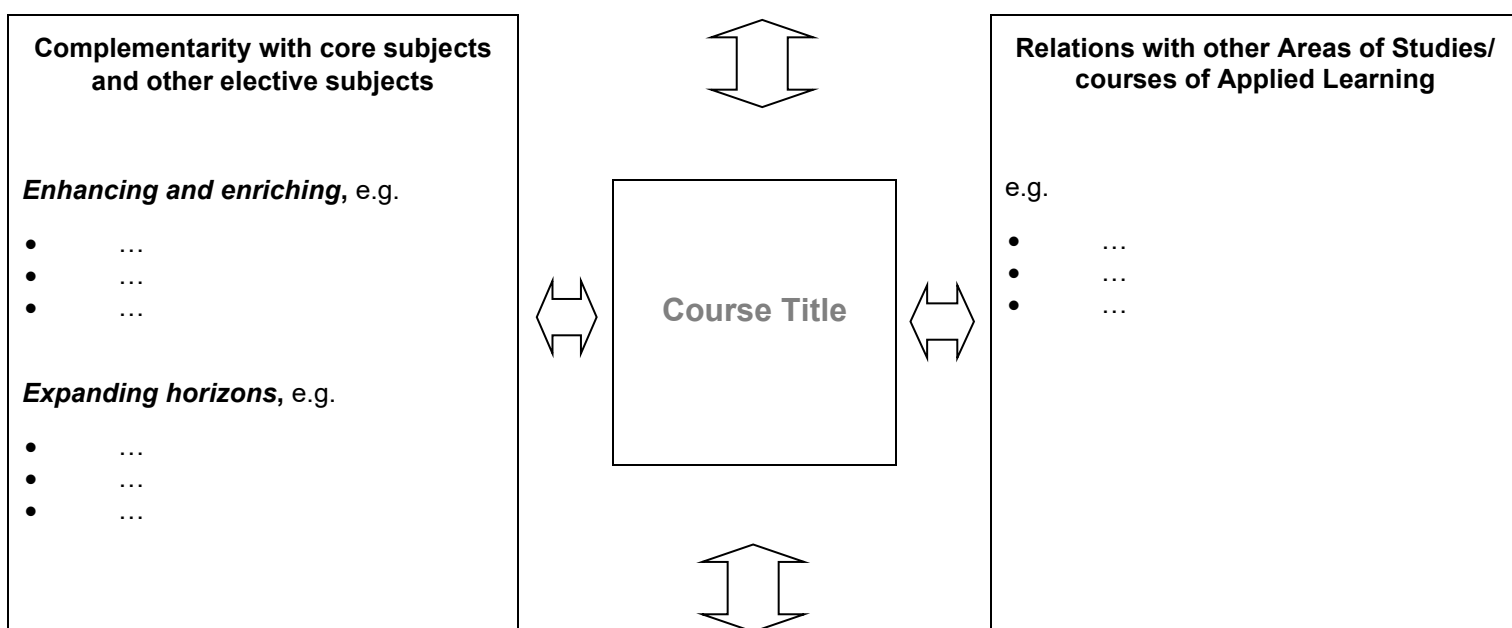 Complementarity with core subjects
and other elective subjects
Enhancing and enriching, e.g.
• …
• …
• …
Expanding horizons, e.g.
• …
• …
• …
Course Title
Relations with other Areas of Studies/
courses of Applied Learning
e.g.
• …
• …
• …